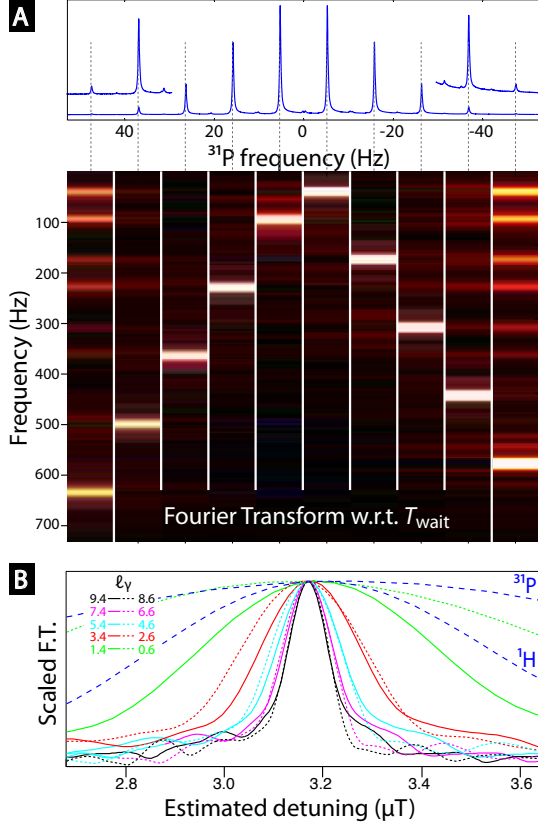 A
40 20 0 -20 -40
³¹P frequency (Hz)
100
200
300
400
500
600
700
Frequency (Hz)
Fourier Transform w.r.t. T_wait
B
ℓγ
9.4 8.6
7.4 6.6
5.4 4.6
3.4 2.6
1.4 0.6
³¹P
¹H
Scaled F.T.
2.8 3.0 3.2 3.4 3.6
Estimated detuning (µT)